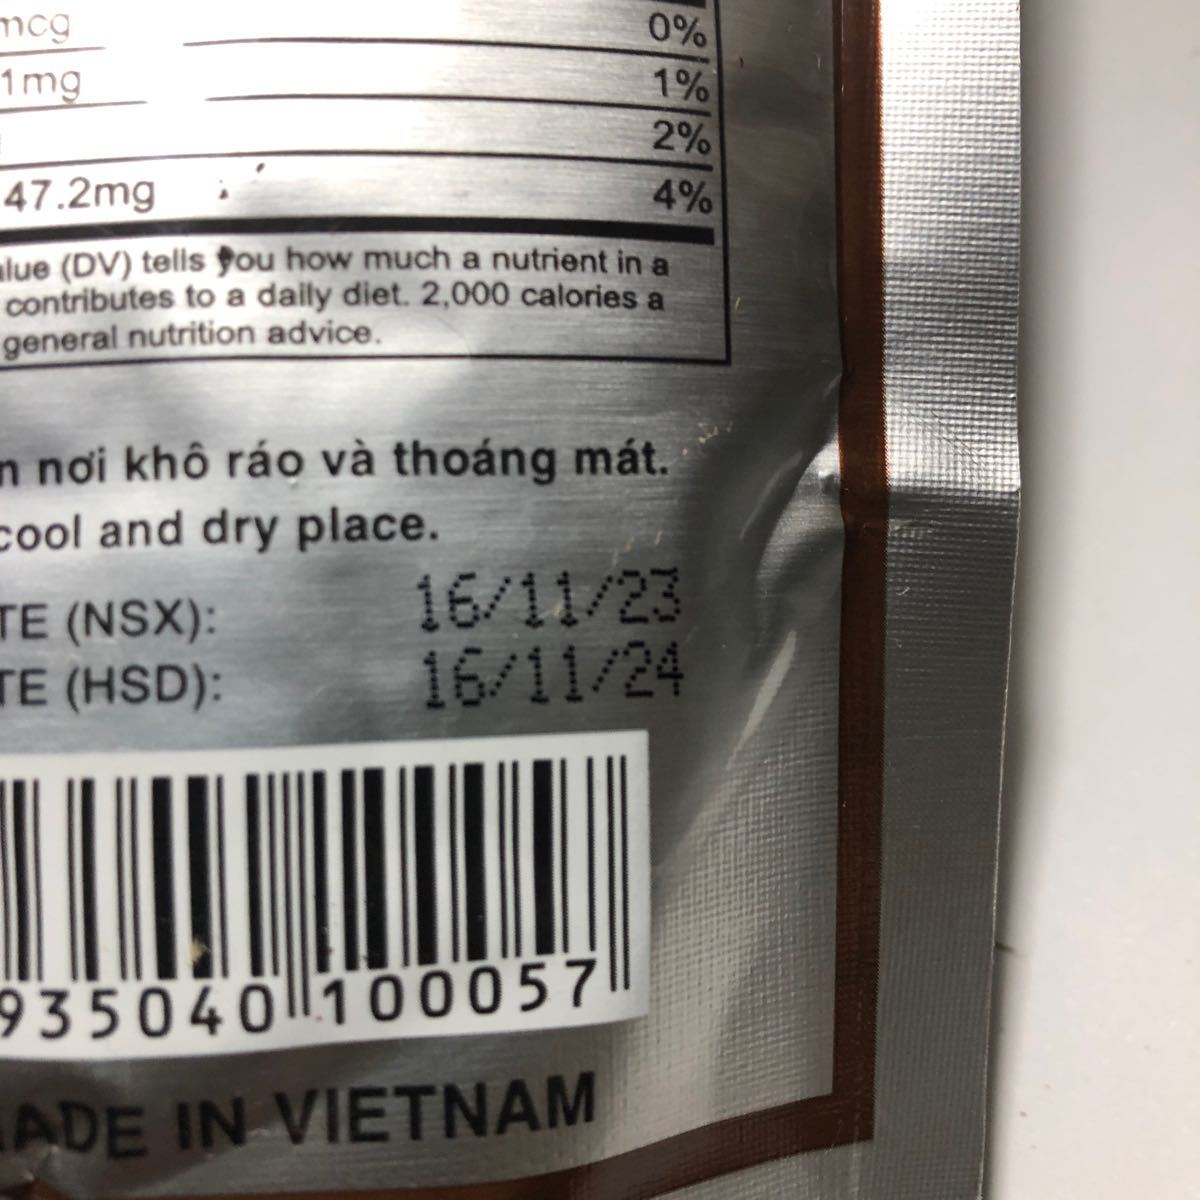 mcg 0%
1mg 1%
2%
47.2mg 4%
(DV) tells you how much a nutrient in a
contributes to a daily diet. 2,000 calories a
general nutrition advice.
nơi khô ráo và thoáng mát.
cool and dry place.
TE (NSX): 16/11/23
TE (HSD): 16/11/24
935040 100057
MADE IN VIETNAM